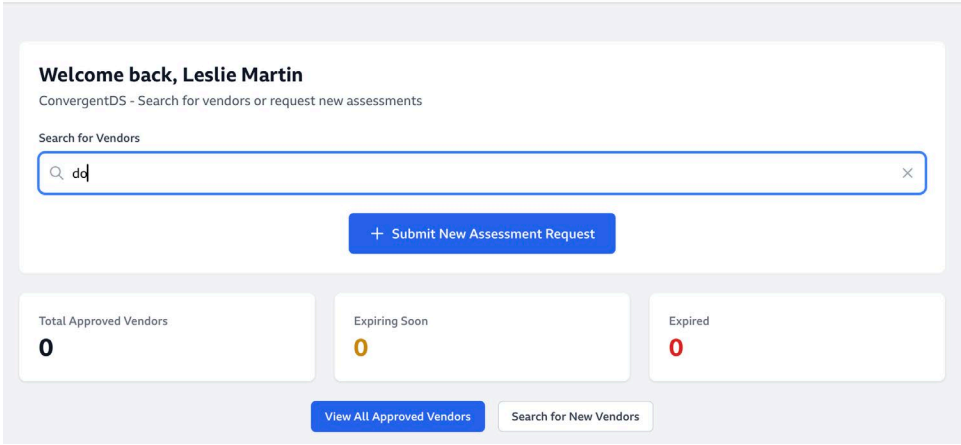 Welcome back, Leslie Martin
ConvergentDS - Search for vendors or request new assessments
Search for Vendors
do
+ Submit New Assessment Request
Total Approved Vendors
0
Expiring Soon
0
Expired
0
View All Approved Vendors
Search for New Vendors